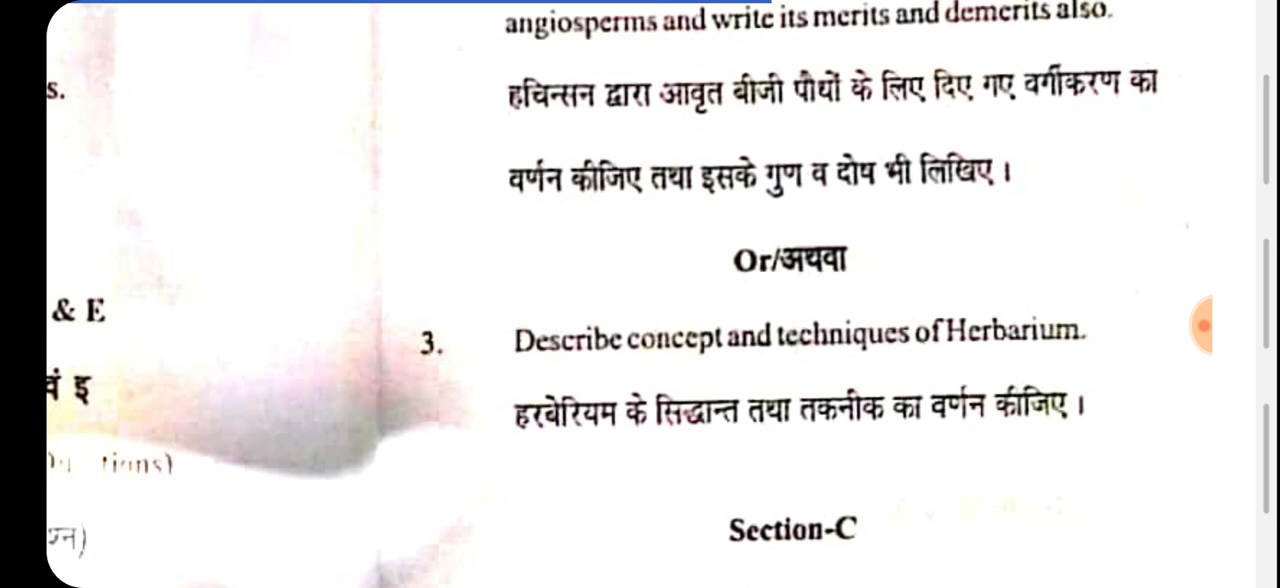 angiosperms and write its merits and demerits also.
हचिन्सन द्वारा आवृत बीजी पौधों के लिए दिए गए वर्गीकरण का
वर्णन कीजिए तथा इसके गुण व दोष भी लिखिए।
Or/अथवा
3. Describe concept and techniques of Herbarium.
हरबेरियम के सिद्धान्त तथा तकनीक का वर्णन कीजिए।
Section-C
s.
& E
वं इ
tions)